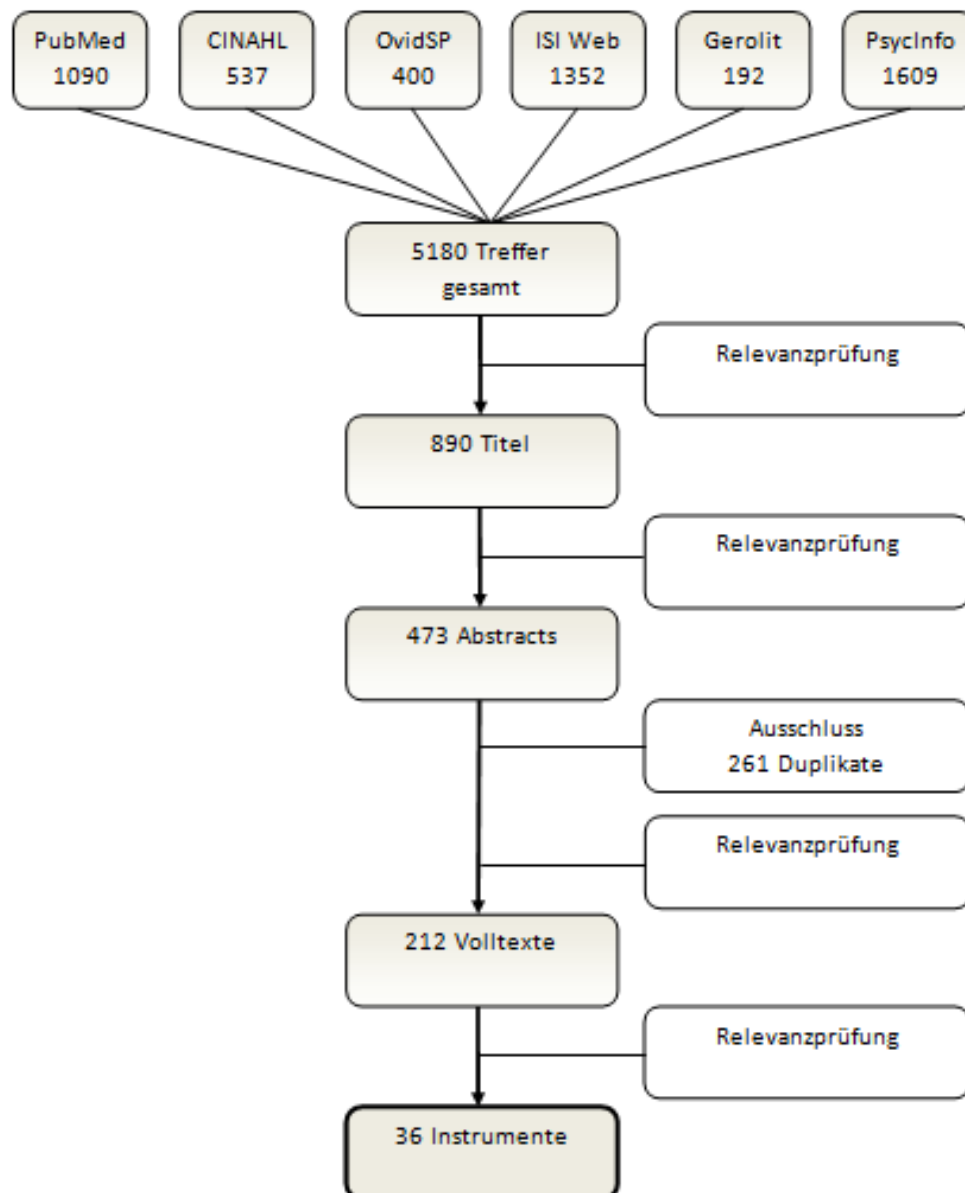 PubMed
1090
CINAHL
537
OvidSP
400
ISI Web
1352
Gerolit
192
PsycInfo
1609
5180 Treffer
gesamt
Relevanzprüfung
890 Titel
Relevanzprüfung
473 Abstracts
Ausschluss
261 Duplikate
Relevanzprüfung
212 Volltexte
Relevanzprüfung
36 Instrumente